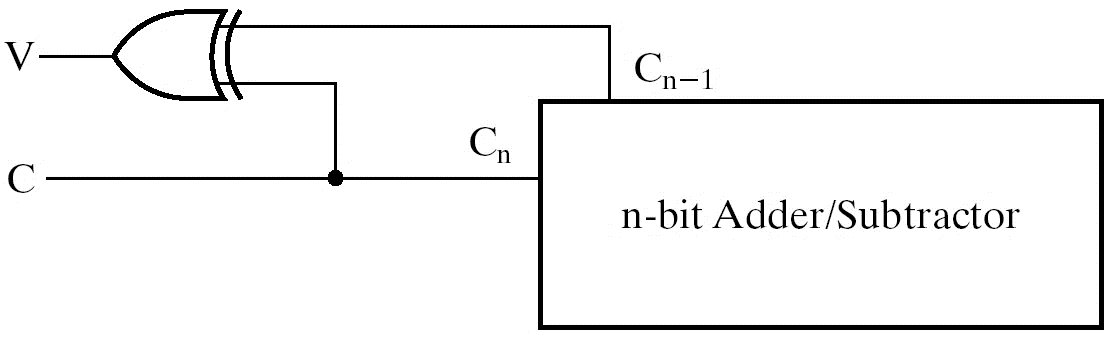 V
C
Cₙ
Cₙ₋₁
n-bit Adder/Subtractor